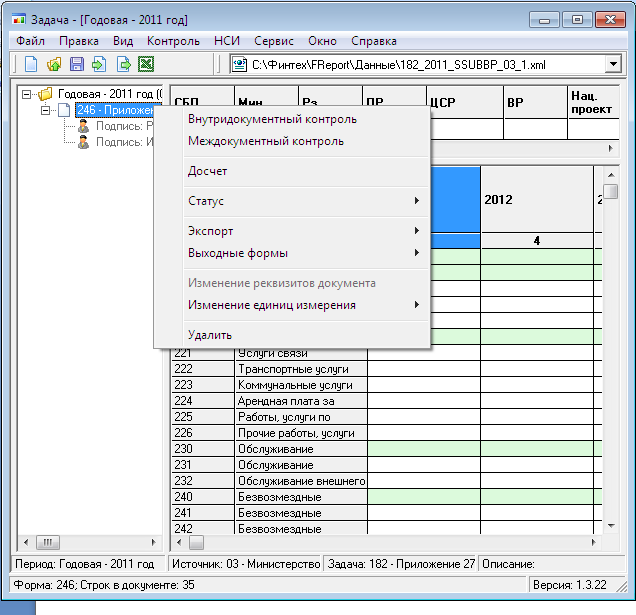 Задача - [Годовая - 2011 год]
Файл Правка Вид Контроль НСИ Сервис Окно Справка
C:\Финтех\FReport\Данные\182_2011_SSUBBP_03_1.xml
Годовая - 2011 год (
246 - Приложен
Подпись: Р
Подпись: И
СБП Мин. Рз. ПР ЦСР ВР Нац. проект
Внутридокументный контроль
Междокументный контроль
Досчет
Статус
Экспорт
Выходные формы
Изменение реквизитов документа
Изменение единиц измерения
Удалить
2012
4
221 Услуги связи
222 Транспортные услуги
223 Коммунальные услуги
224 Арендная плата за
225 Работы, услуги по
226 Прочие работы, услуги
230 Обслуживание
231 Обслуживание
232 Обслуживание внешнего
240 Безвозмездные
241 Безвозмездные
242 Безвозмездные
Период: Годовая - 2011 год Источник: 03 - Министерство Задача: 182 - Приложение 27 Описание:
Форма: 246; Строк в документе: 35 Версия: 1.3.22